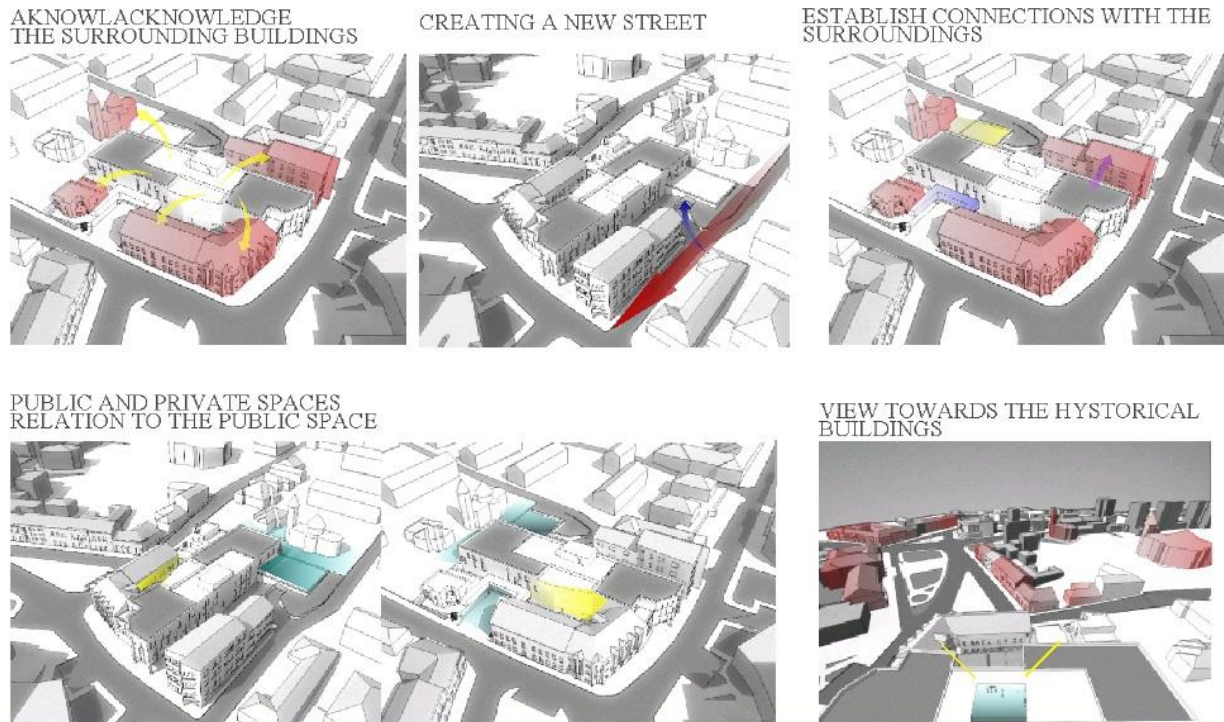 AKNOWLACKNOWLEDGE
THE SURROUNDING BUILDINGS
CREATING A NEW STREET
ESTABLISH CONNECTIONS WITH THE
SURROUNDINGS
PUBLIC AND PRIVATE SPACES
RELATION TO THE PUBLIC SPACE
VIEW TOWARDS THE HYSTORICAL
BUILDINGS